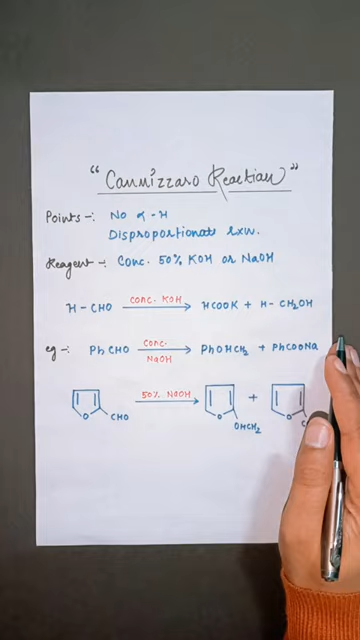 "Cannizzaro Reaction"
Points -: No α-H
Disproportionate rxn.
Reagent -: Conc. 50% KOH or NaOH
H-CHO conc. KOH → HCOOK + H-CH₂OH
eg -: PhCHO conc. NaOH → PhOHCH₂ + PhCOONa
O CHO 50% NaOH → O OHCH₂ + O